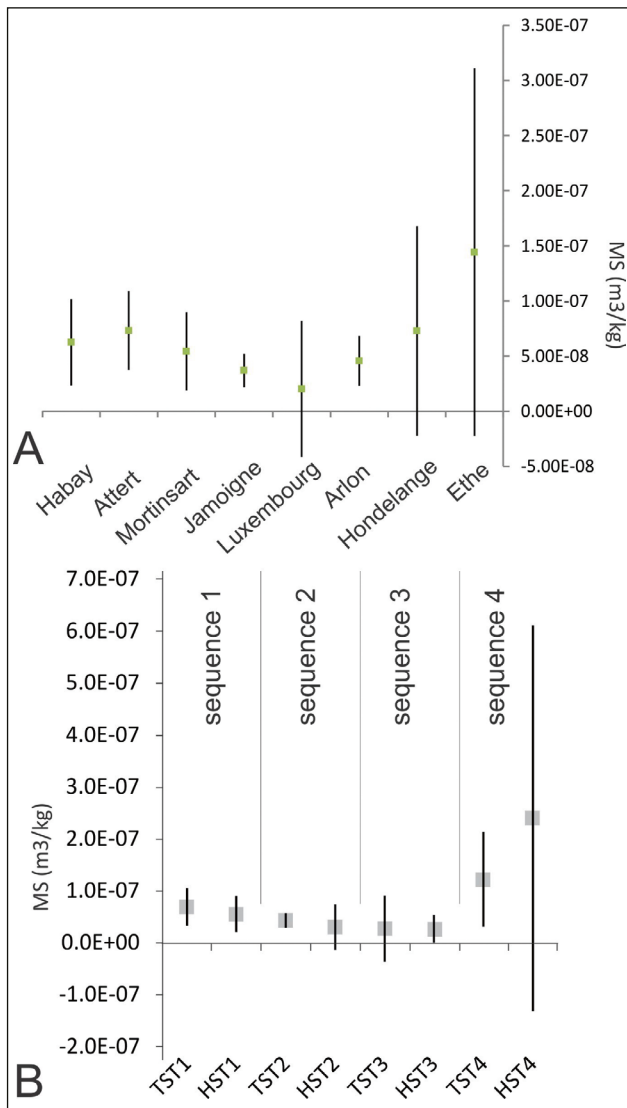 3.50E-07
3.00E-07
2.50E-07
2.00E-07
1.50E-07
1.00E-07
5.00E-08
0.00E+00
-5.00E-08
MS (m3/kg)
A
Habay
Attert
Mortinsart
Jamoigne
Luxembourg
Arlon
Hondelange
Ethe
7.0E-07
6.0E-07
5.0E-07
4.0E-07
3.0E-07
2.0E-07
1.0E-07
0.0E+00
-1.0E-07
-2.0E-07
MS (m3/kg)
sequence 1
sequence 2
sequence 3
sequence 4
B
TST1
HST1
TST2
HST2
TST3
HST3
TST4
HST4